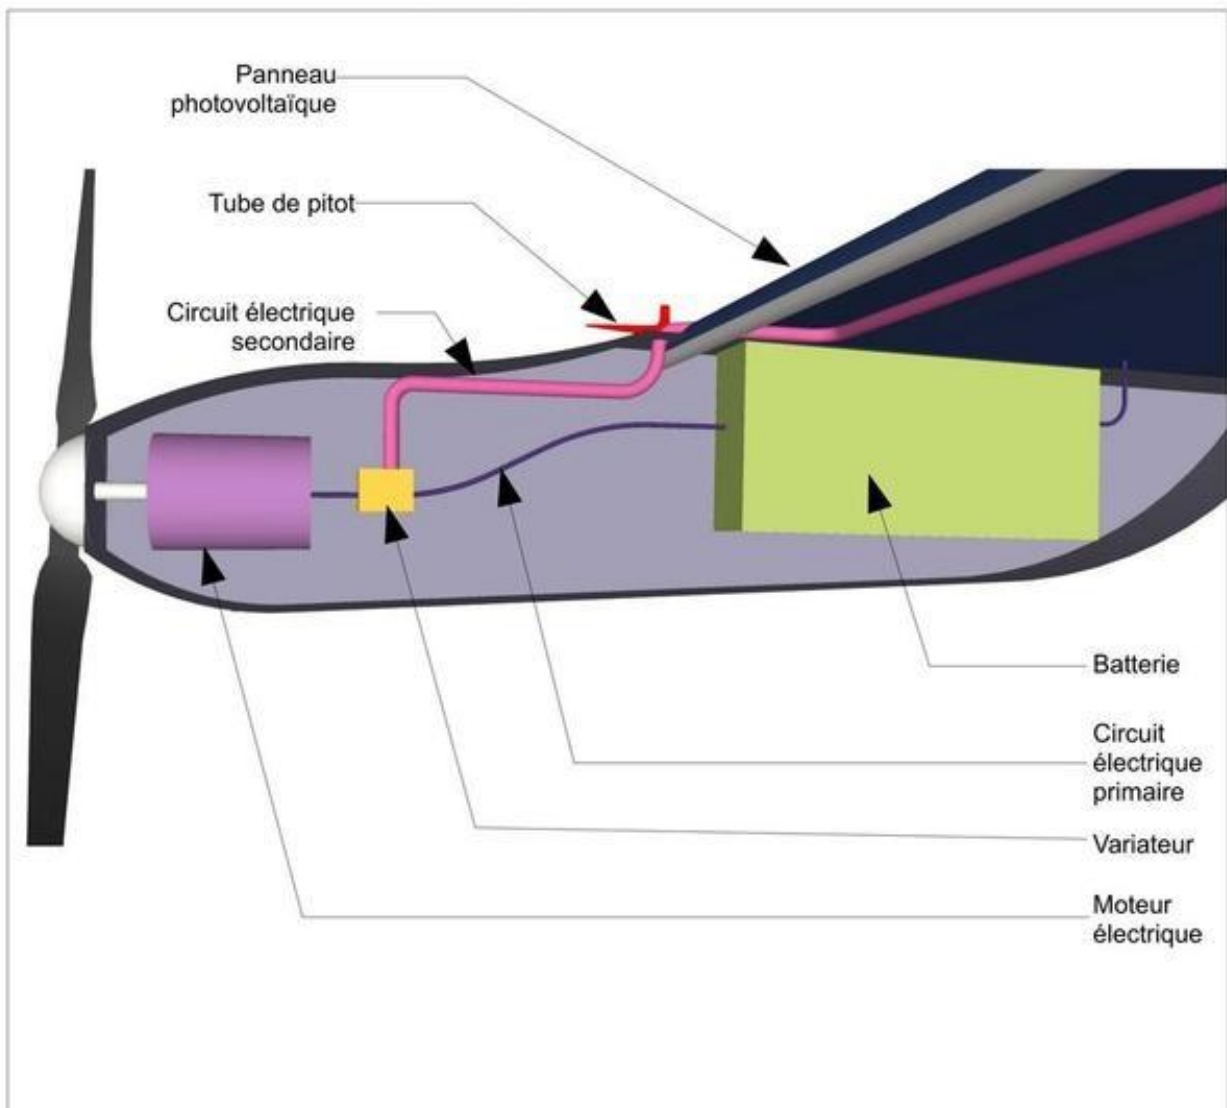 Panneau
photovoltaïque
Tube de pitot
Circuit électrique
secondaire
Batterie
Circuit
électrique
primaire
Variateur
Moteur
électrique